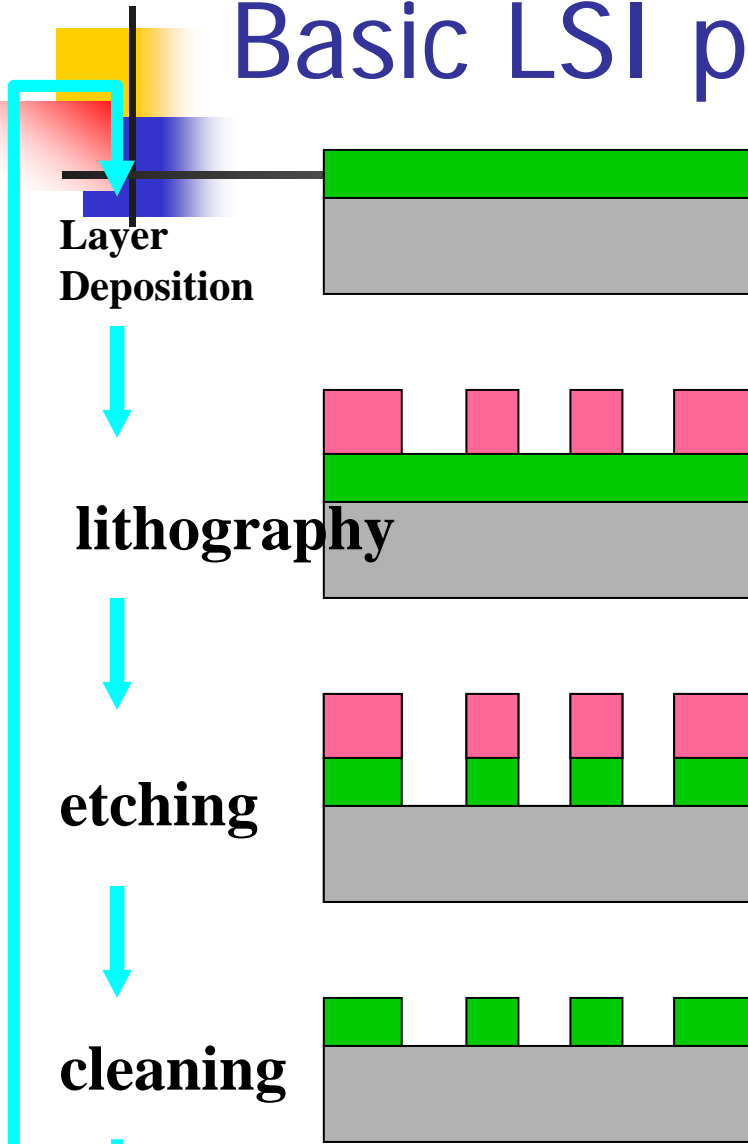 Basic LSI p
Layer
Deposition
lithography
etching
cleaning